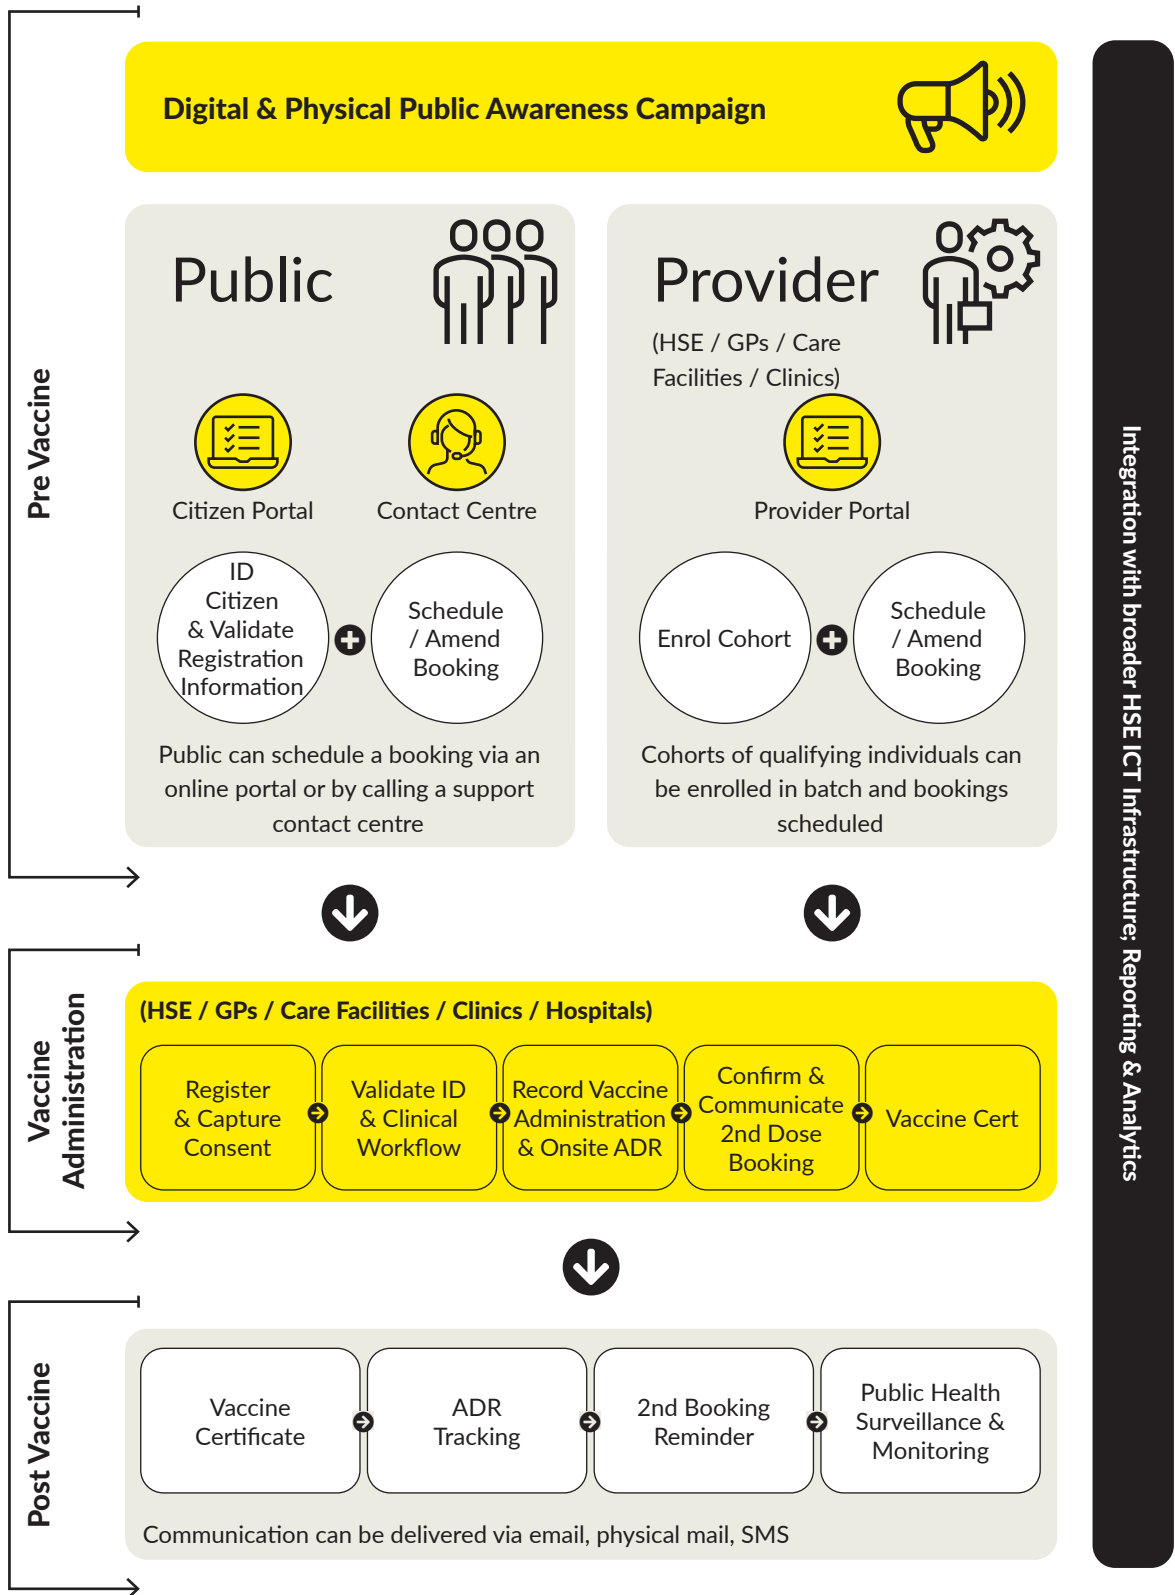 Digital & Physical Public Awareness Campaign
Pre Vaccine
Public
Citizen Portal
Contact Centre
ID
Citizen
& Validate
Registration
Information
Schedule
/ Amend
Booking
Public can schedule a booking via an
online portal or by calling a support
contact centre
Provider
(HSE / GPs / Care
Facilities / Clinics)
Provider Portal
Enrol Cohort
Schedule
/ Amend
Booking
Cohorts of qualifying individuals can
be enrolled in batch and bookings
scheduled
Vaccine
Administration
(HSE / GPs / Care Facilities / Clinics / Hospitals)
Register
& Capture
Consent
Validate ID
& Clinical
Workflow
Record Vaccine
Administration
& Onsite ADR
Confirm &
Communicate
2nd Dose
Booking
Vaccine Cert
Post Vaccine
Vaccine
Certificate
ADR
Tracking
2nd Booking
Reminder
Public Health
Surveillance &
Monitoring
Communication can be delivered via email, physical mail, SMS
Integration with broader HSE ICT Infrastructure; Reporting & Analytics